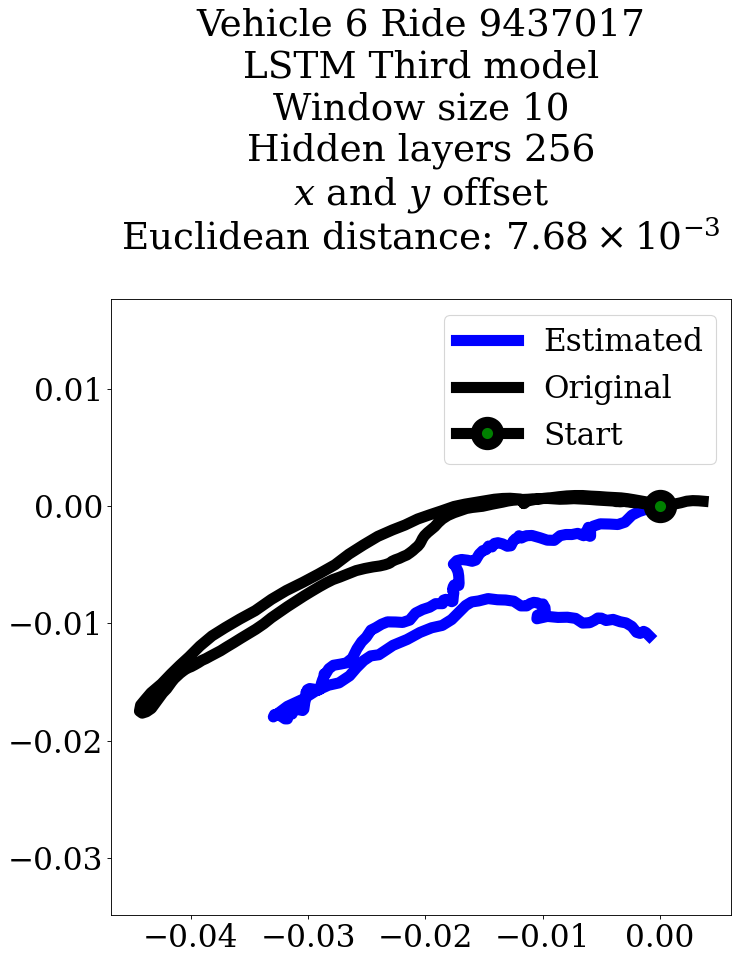 Vehicle 6 Ride 9437017
LSTM Third model
Window size 10
Hidden layers 256
x and y offset
Euclidean distance: 7.68 × 10⁻³
Estimated
Original
Start
0.01
0.00
−0.01
−0.02
−0.03
−0.04 −0.03 −0.02 −0.01 0.00